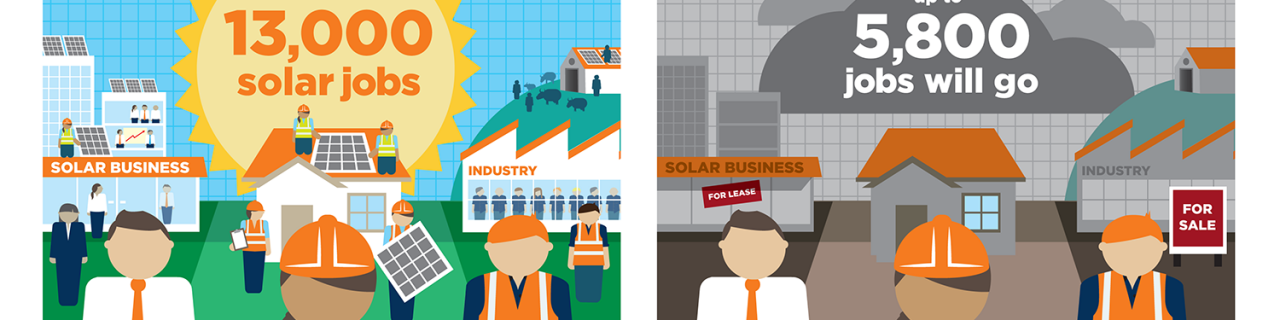 13,000
solar jobs
SOLAR BUSINESS
INDUSTRY
up to
5,800
jobs will go
SOLAR BUSINESS
FOR LEASE
INDUSTRY
FOR
SALE